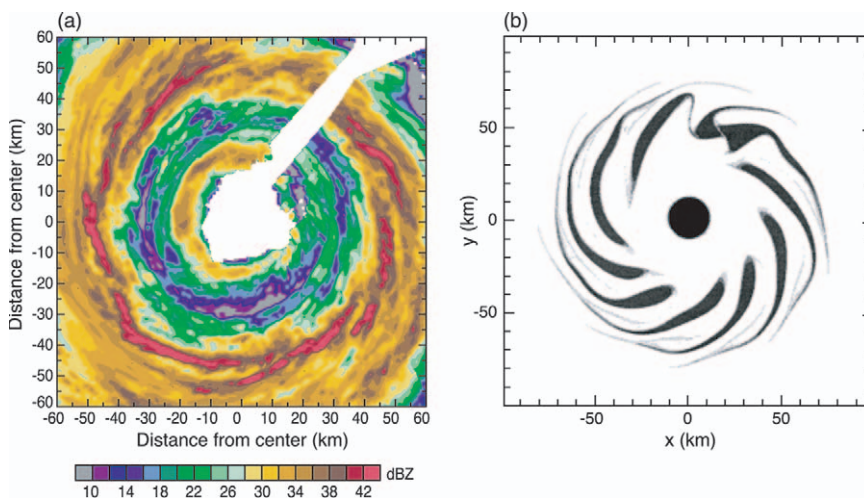 (a)
(b)
60
50
40
30
20
10
0
-10
-20
-30
-40
-50
-60
Distance from center (km)
-60 -50 -40 -30 -20 -10 0 10 20 30 40 50 60
Distance from center (km)
10 14 18 22 26 30 34 38 42 dBZ
50
0
-50
y (km)
-50 0 50
x (km)